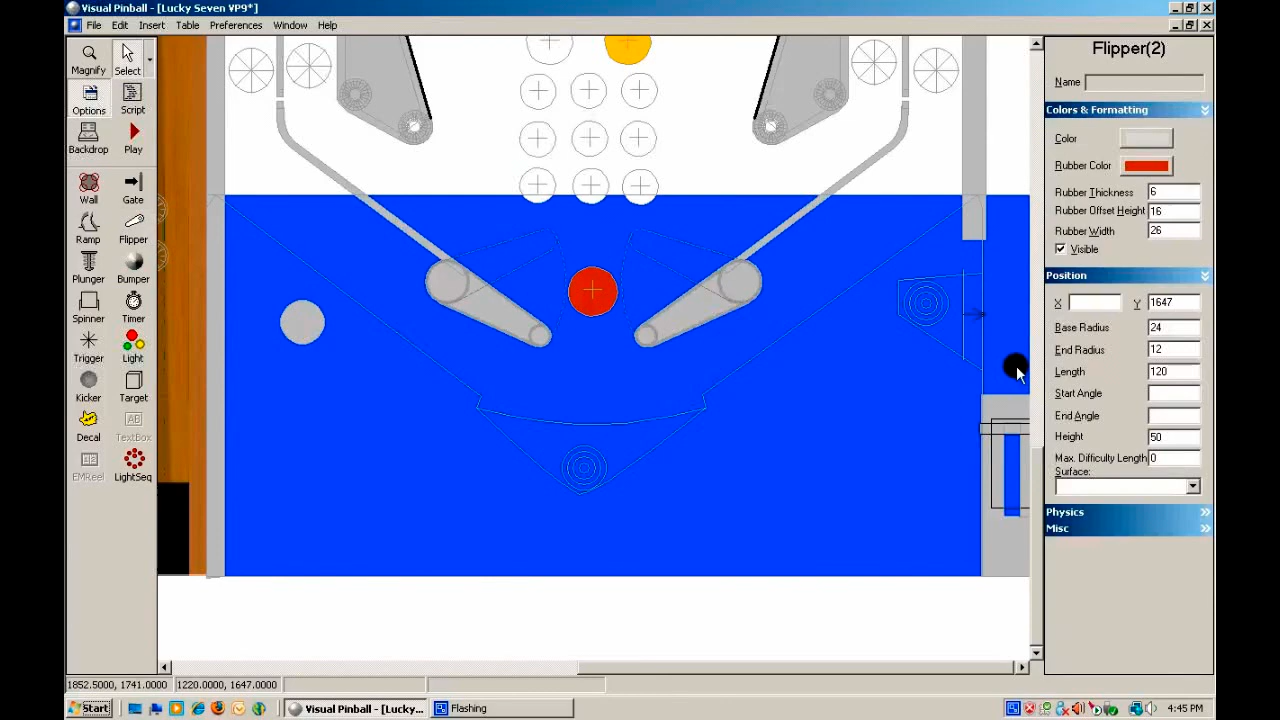 Visual Pinball - [Lucky Seven VP9*]
File Edit Insert Table Preferences Window Help
Magnify Select
Options Script
Backdrop Play
Wall Gate
Ramp Flipper
Plunger Bumper
Spinner Timer
Trigger Light
Kicker Target
Decal TextBox
EMReel LightSeq
Flipper(2)
Name
Colors & Formatting
Color
Rubber Color
Rubber Thickness 6
Rubber Offset Height 16
Rubber Width 26
Visible
Position
X Y 1647
Base Radius 24
End Radius 12
Length 120
Start Angle
End Angle
Height 50
Max. Difficulty Length 0
Surface:
Physics
Misc
1852.5000, 1741.0000 1220.0000, 1647.0000
Start Visual Pinball - [Lucky... Flashing 4:45 PM